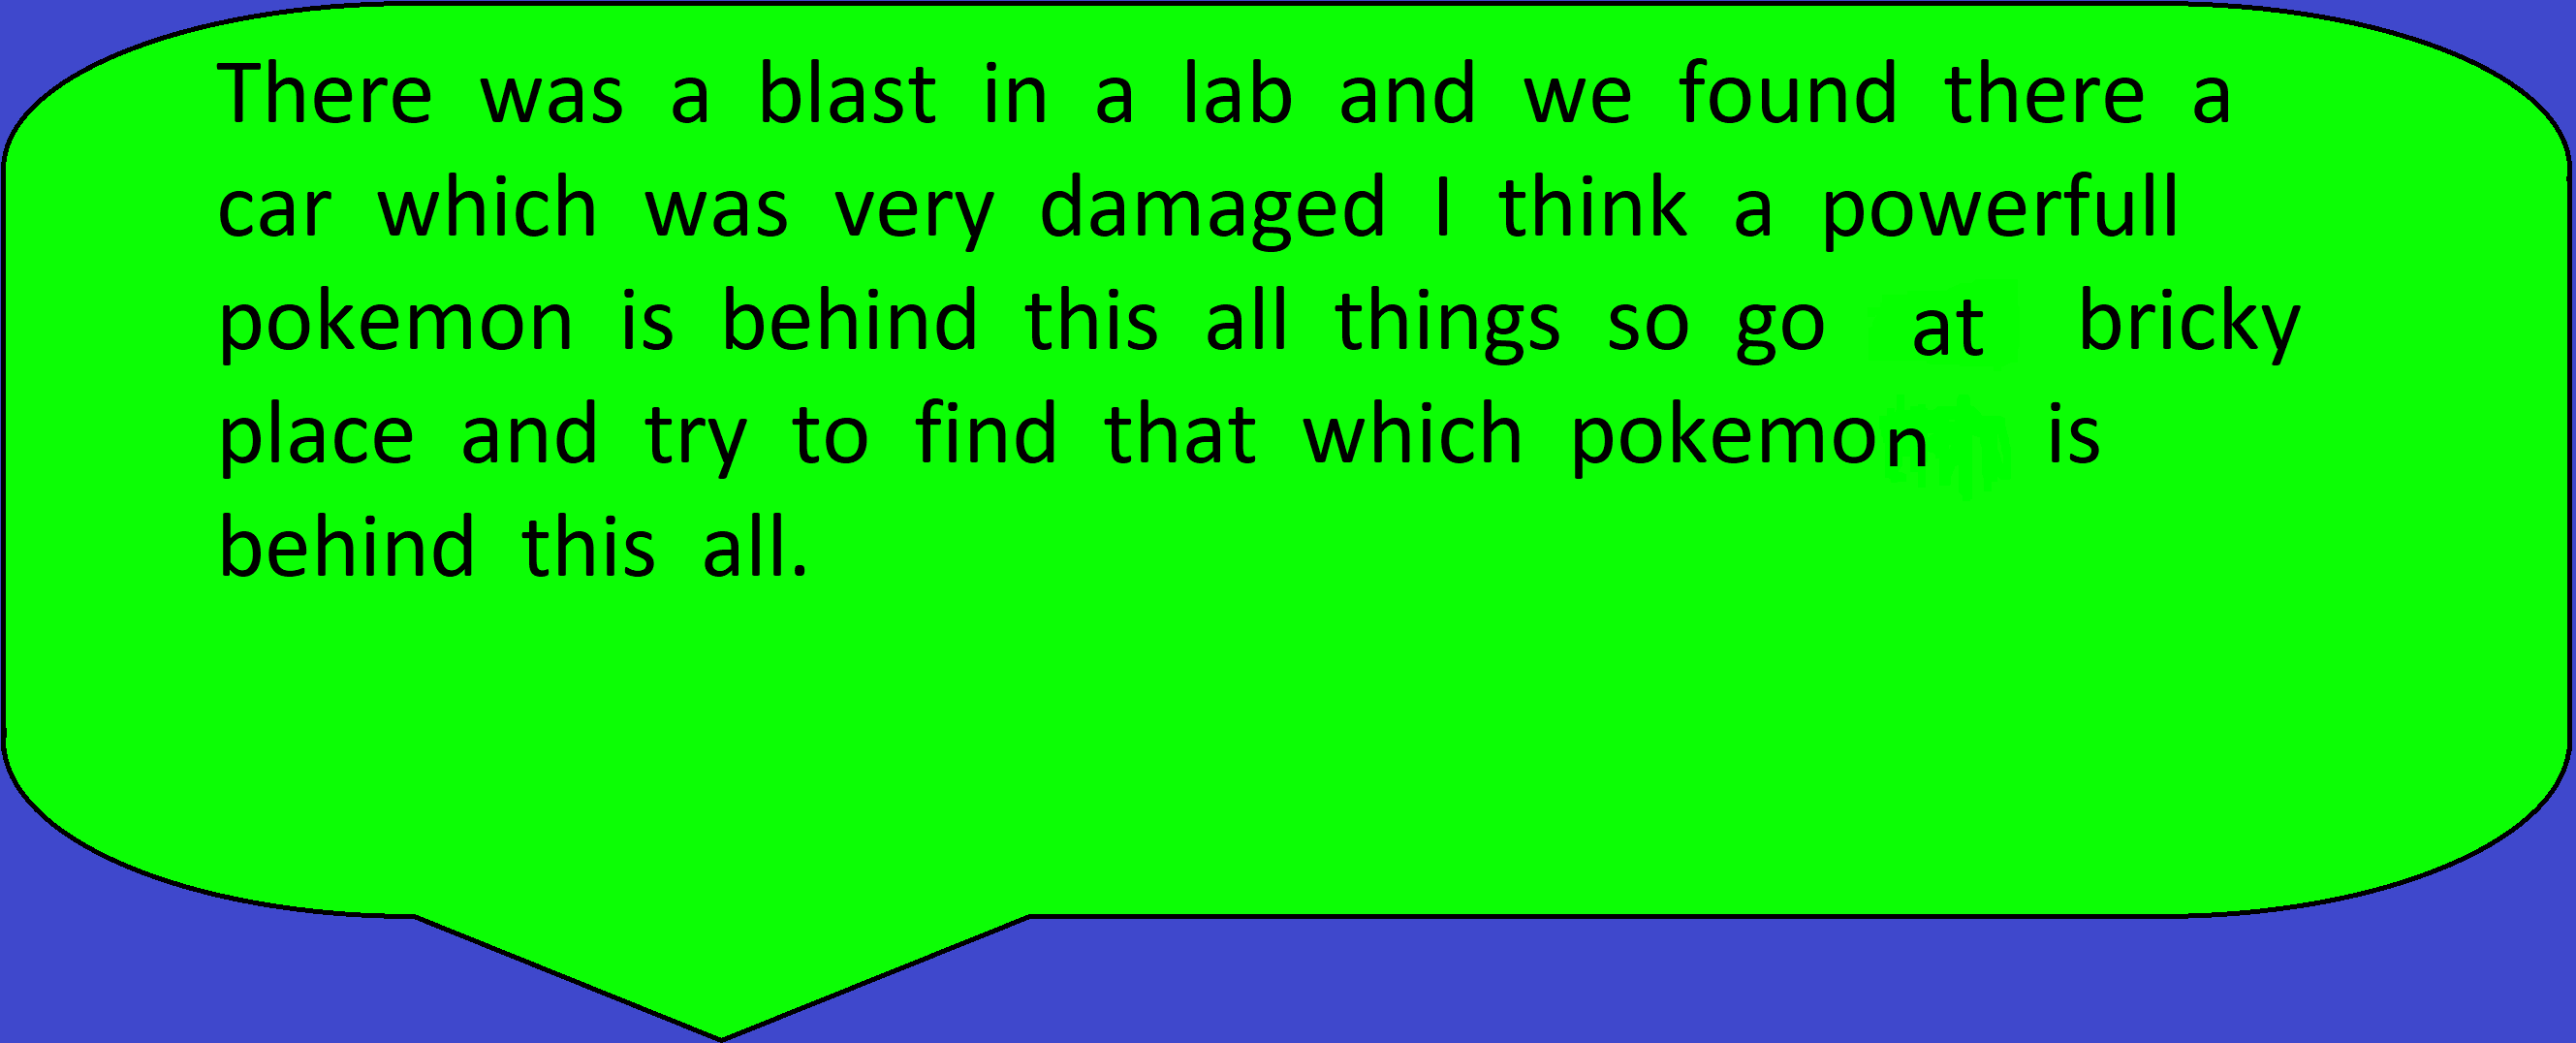 There was a blast in a lab and we found there a
car which was very damaged I think a powerfull
pokemon is behind this all things so go at bricky
place and try to find that which pokemon is
behind this all.